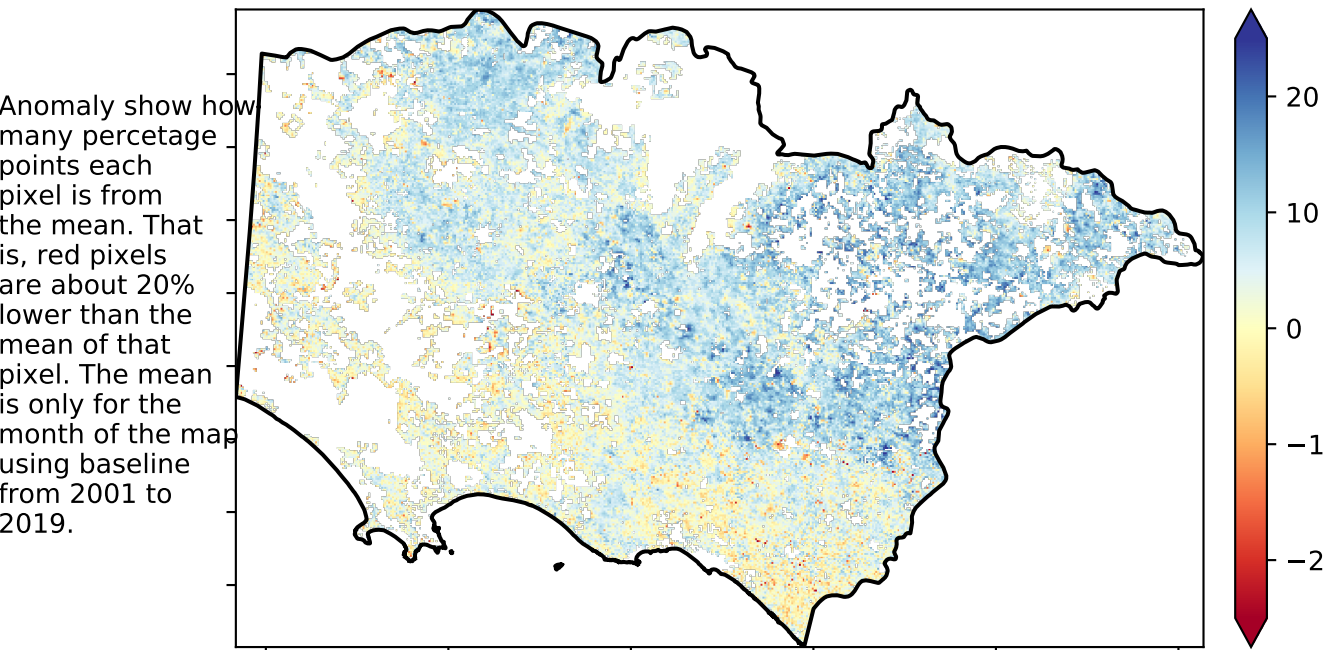 Anomaly show how
many percetage
points each
pixel is from
the mean. That
is, red pixels
are about 20%
lower than the
mean of that
pixel. The mean
is only for the
month of the map
using baseline
from 2001 to
2019.
20
10
0
−1
−2